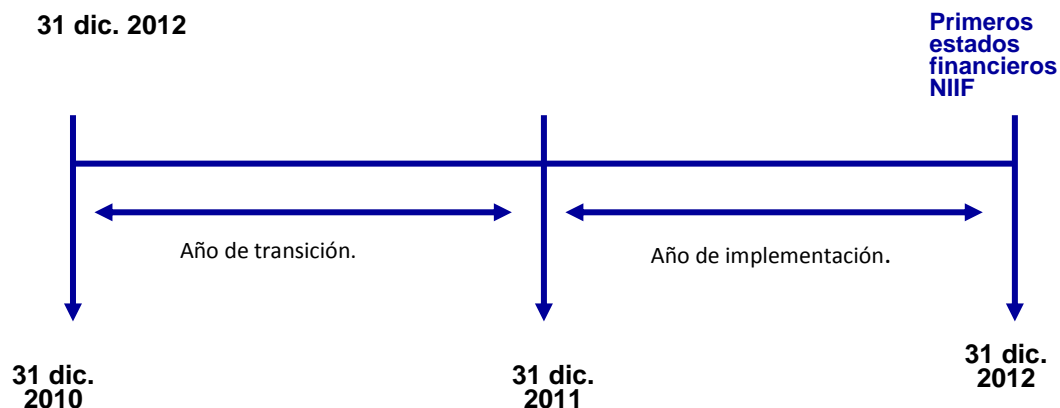 31 dic. 2012
Primeros
estados
financieros
NIIF
Año de transición.
Año de implementación.
31 dic.
2010
31 dic.
2011
31 dic.
2012